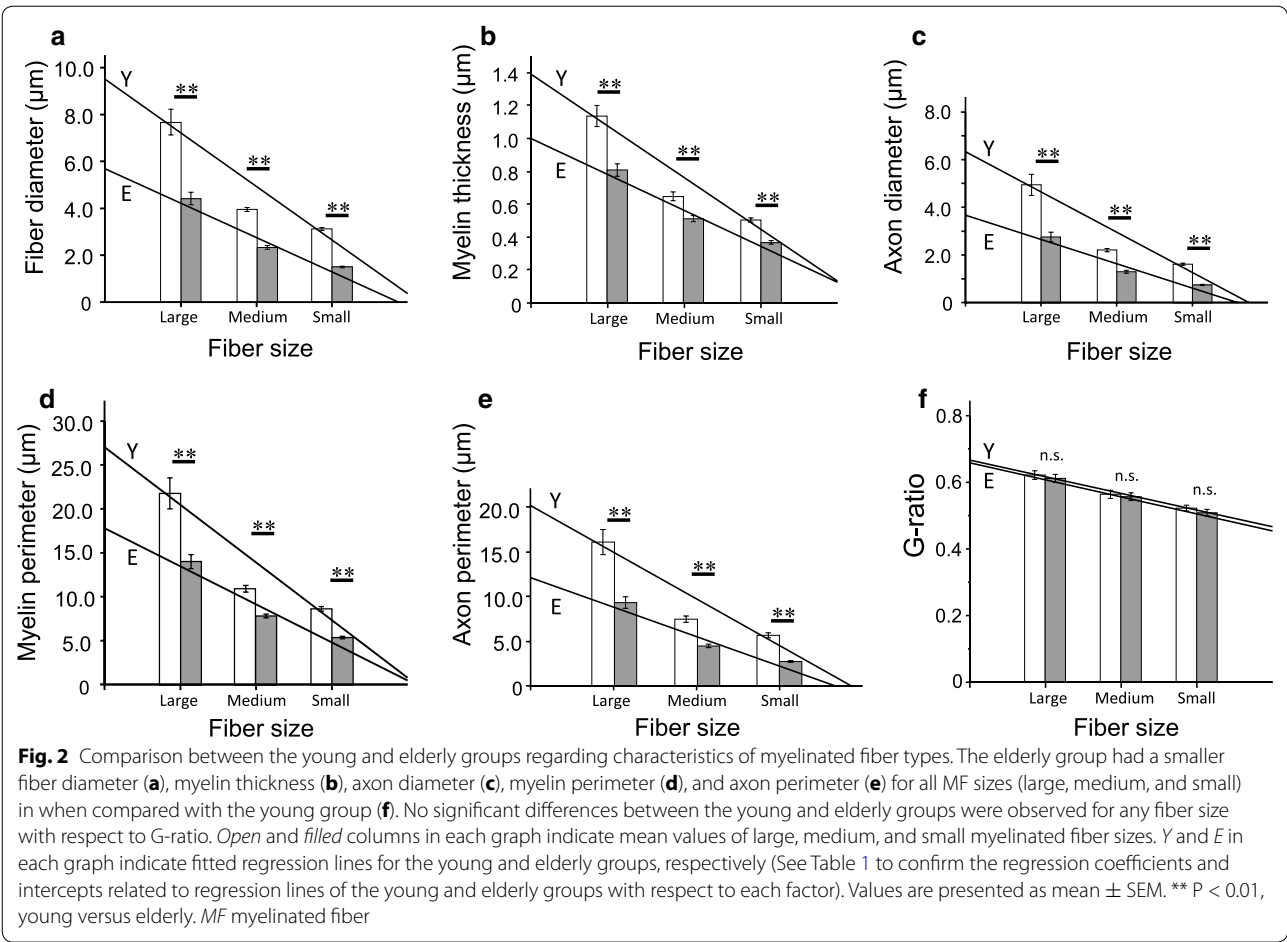 a
Fiber diameter (µm)
10.0
8.0
6.0
4.0
2.0
0
Y
E
**
**
**
Large Medium Small
Fiber size
b
Myelin thickness (µm)
1.4
1.2
1.0
0.8
0.6
0.4
0.2
0
Y
E
**
**
**
Large Medium Small
Fiber size
c
Axon diameter (µm)
8.0
6.0
4.0
2.0
0
Y
E
**
**
**
Large Medium Small
Fiber size
d
Myelin perimeter (µm)
30.0
25.0
20.0
15.0
10.0
5.0
0
Y
E
**
**
**
Large Medium Small
Fiber size
e
Axon perimeter (µm)
20.0
15.0
10.0
5.0
0
Y
E
**
**
**
Large Medium Small
Fiber size
f
G-ratio
0.8
0.6
0.4
0.2
0
Y
E
n.s.
n.s.
n.s.
Large Medium Small
Fiber size
Fig. 2 Comparison between the young and elderly groups regarding characteristics of myelinated fiber types. The elderly group had a smaller
fiber diameter (a), myelin thickness (b), axon diameter (c), myelin perimeter (d), and axon perimeter (e) for all MF sizes (large, medium, and small)
in when compared with the young group (f). No significant differences between the young and elderly groups were observed for any fiber size
with respect to G-ratio. Open and filled columns in each graph indicate mean values of large, medium, and small myelinated fiber sizes. Y and E in
each graph indicate fitted regression lines for the young and elderly groups, respectively (See Table 1 to confirm the regression coefficients and
intercepts related to regression lines of the young and elderly groups with respect to each factor). Values are presented as mean ± SEM. ** P < 0.01,
young versus elderly. MF myelinated fiber